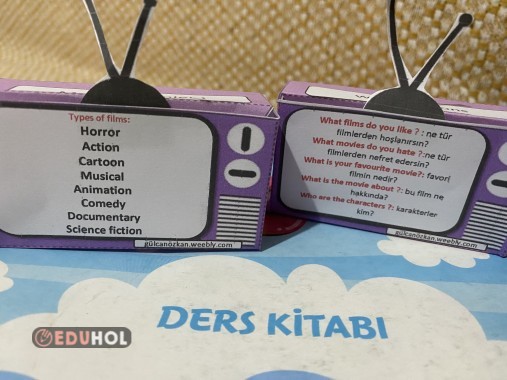 Types of films:
Horror
Action
Cartoon
Musical
Animation
Comedy
Documentary
Science fiction
gülcanözkan.weebly.com
What films do you like ? : ne tür
filmlerden hoşlanırsın?
What movies do you hate ?:ne tür
filmlerden nefret edersin?
What is your favourite movie?: favori
filmin nedir?
What is the movie about ?: bu film ne
hakkında?
Who are the characters ?: karakterler
kim?
gülcanözkan.weebly.com
DERS KİTABI
EDUHOL